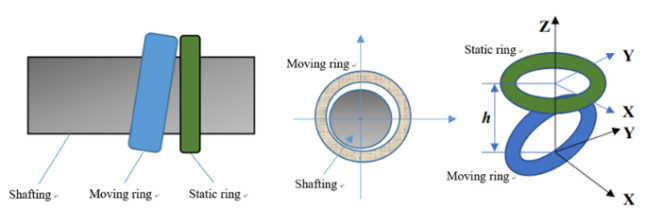 Shafting
Moving ring
Static ring
Moving ring
Shafting
Z
Static ring
Y
X
h
Y
Moving ring
X